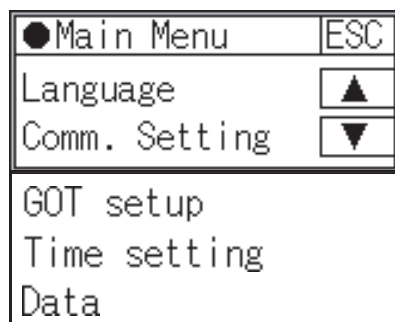 ●Main Menu ESC
Language ▲
Comm. Setting ▼
GOT setup
Time setting
Data